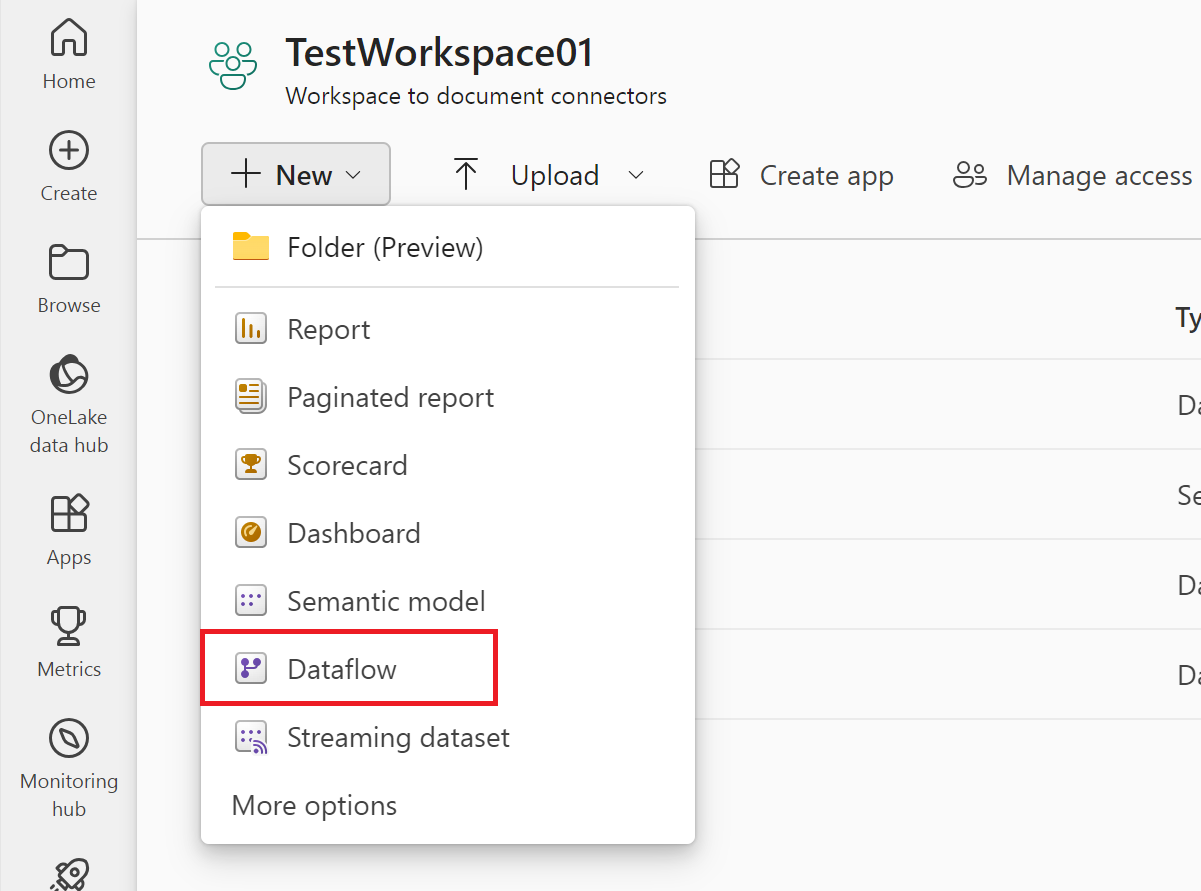 Home
Create
Browse
OneLake
data hub
Apps
Metrics
Monitoring
hub
TestWorkspace01
Workspace to document connectors
New
Upload
Create app
Manage access
Folder (Preview)
Report
Paginated report
Scorecard
Dashboard
Semantic model
Dataflow
Streaming dataset
More options
Ty
Da
Se
Da
Da